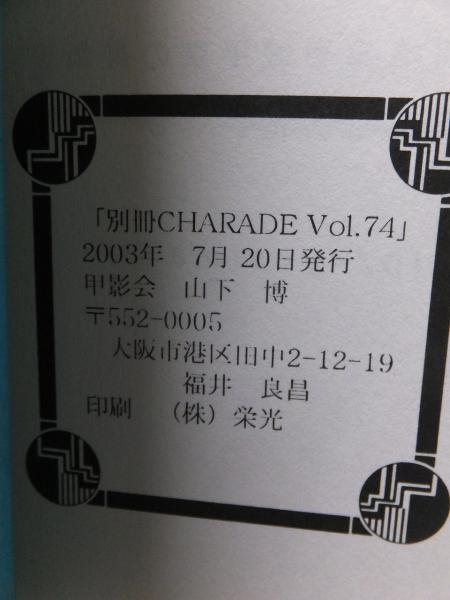 「別冊CHARADE Vol.74」
2003年 7月 20日発行
甲影会 山下 博
〒552-0005
大阪市港区田中2-12-19
福井 良昌
印刷 (株) 栄光